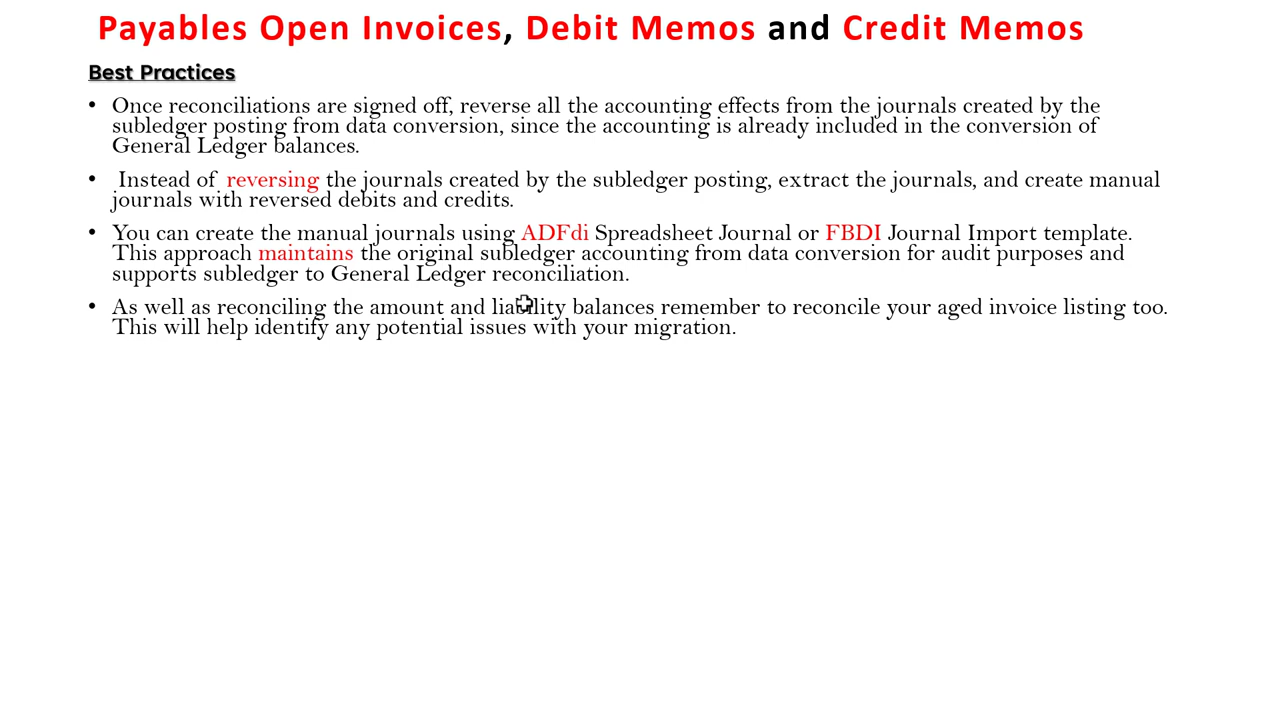 Payables Open Invoices, Debit Memos and Credit Memos
Best Practices
• Once reconciliations are signed off, reverse all the accounting effects from the journals created by the
subledger posting from data conversion, since the accounting is already included in the conversion of
General Ledger balances.
• Instead of reversing the journals created by the subledger posting, extract the journals, and create manual
journals with reversed debits and credits.
• You can create the manual journals using ADFdi Spreadsheet Journal or FBDI Journal Import template.
This approach maintains the original subledger accounting from data conversion for audit purposes and
supports subledger to General Ledger reconciliation.
• As well as reconciling the amount and liability balances remember to reconcile your aged invoice listing too.
This will help identify any potential issues with your migration.